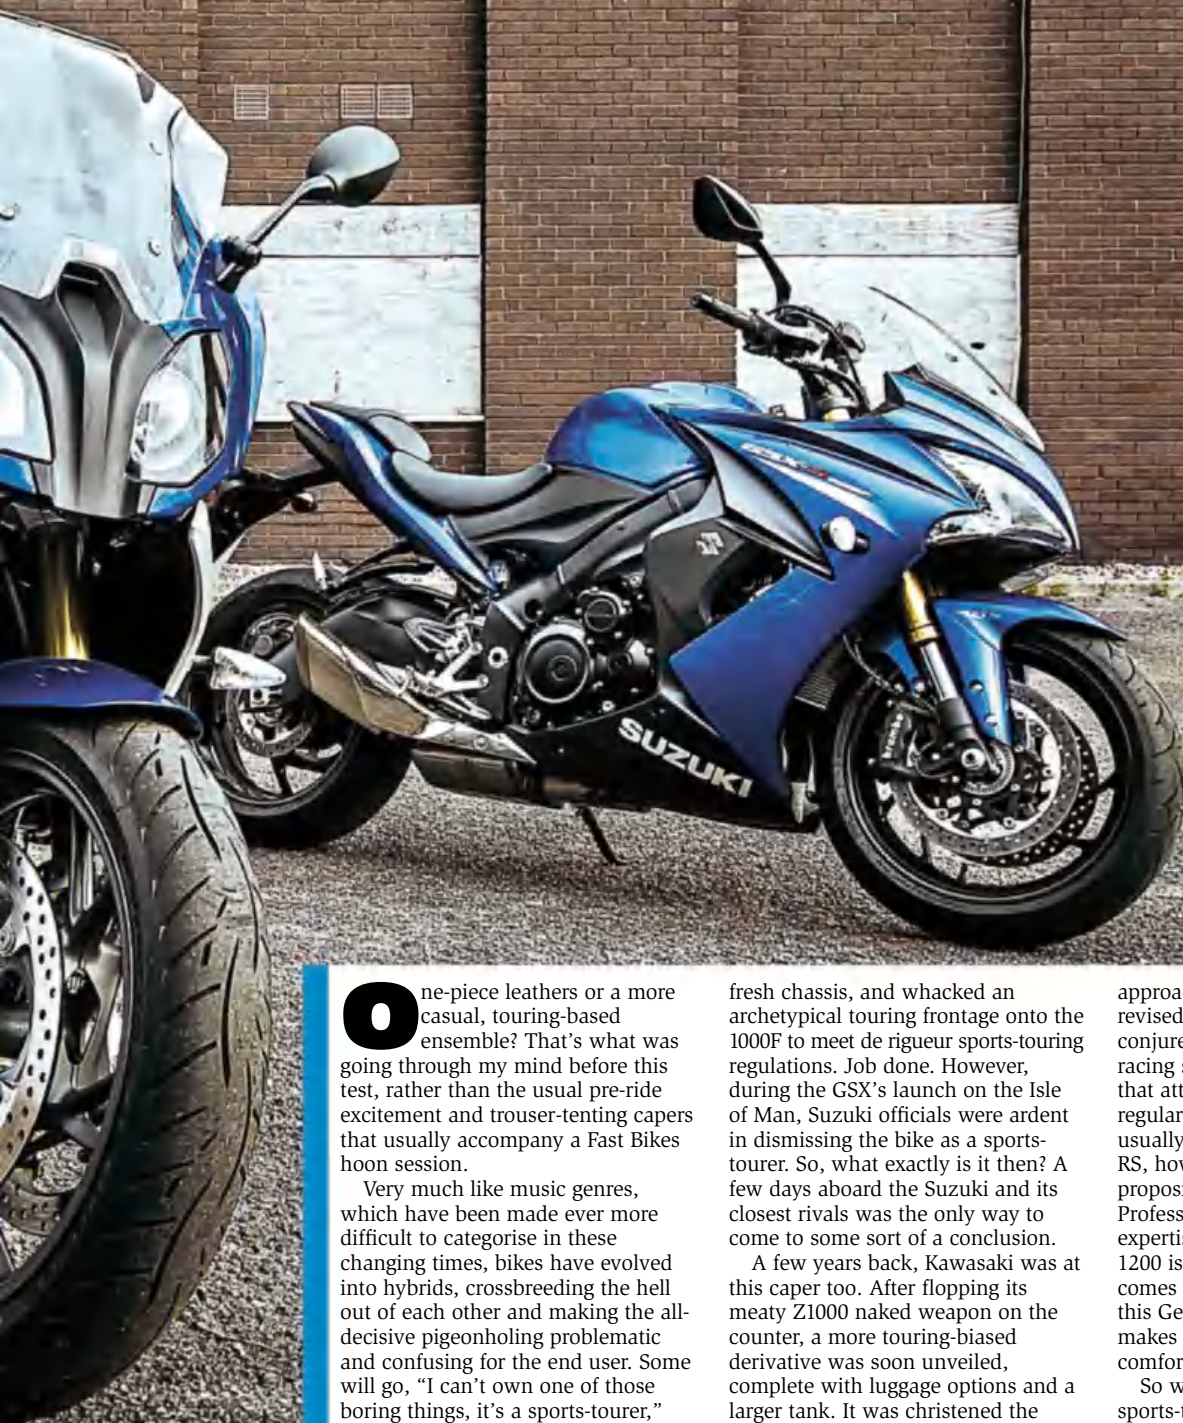 GSX-S
SUZUKI
One-piece leathers or a more
casual, touring-based
ensemble? That's what was
going through my mind before this
test, rather than the usual pre-ride
excitement and trouser-tenting capers
that usually accompany a Fast Bikes
hoon session.
Very much like music genres,
which have been made ever more
difficult to categorise in these
changing times, bikes have evolved
into hybrids, crossbreeding the hell
out of each other and making the all-
decisive pigeonholing problematic
and confusing for the end user. Some
will go, “I can't own one of those
boring things, it's a sports-tourer,”
fresh chassis, and whacked an
archetypical touring frontage onto the
1000F to meet de rigueur sports-touring
regulations. Job done. However,
during the GSX's launch on the Isle
of Man, Suzuki officials were ardent
in dismissing the bike as a sports-
tourer. So, what exactly is it then? A
few days aboard the Suzuki and its
closest rivals was the only way to
come to some sort of a conclusion.
A few years back, Kawasaki was at
this caper too. After flopping its
meaty Z1000 naked weapon on the
counter, a more touring-biased
derivative was soon unveiled,
complete with luggage options and a
larger tank. It was christened the
approa
revised
conjure
racing
that att
regular
usually
RS, how
proposi
Profess
expertis
1200 is
comes
this Ge
makes
comfor
So w
sports-t